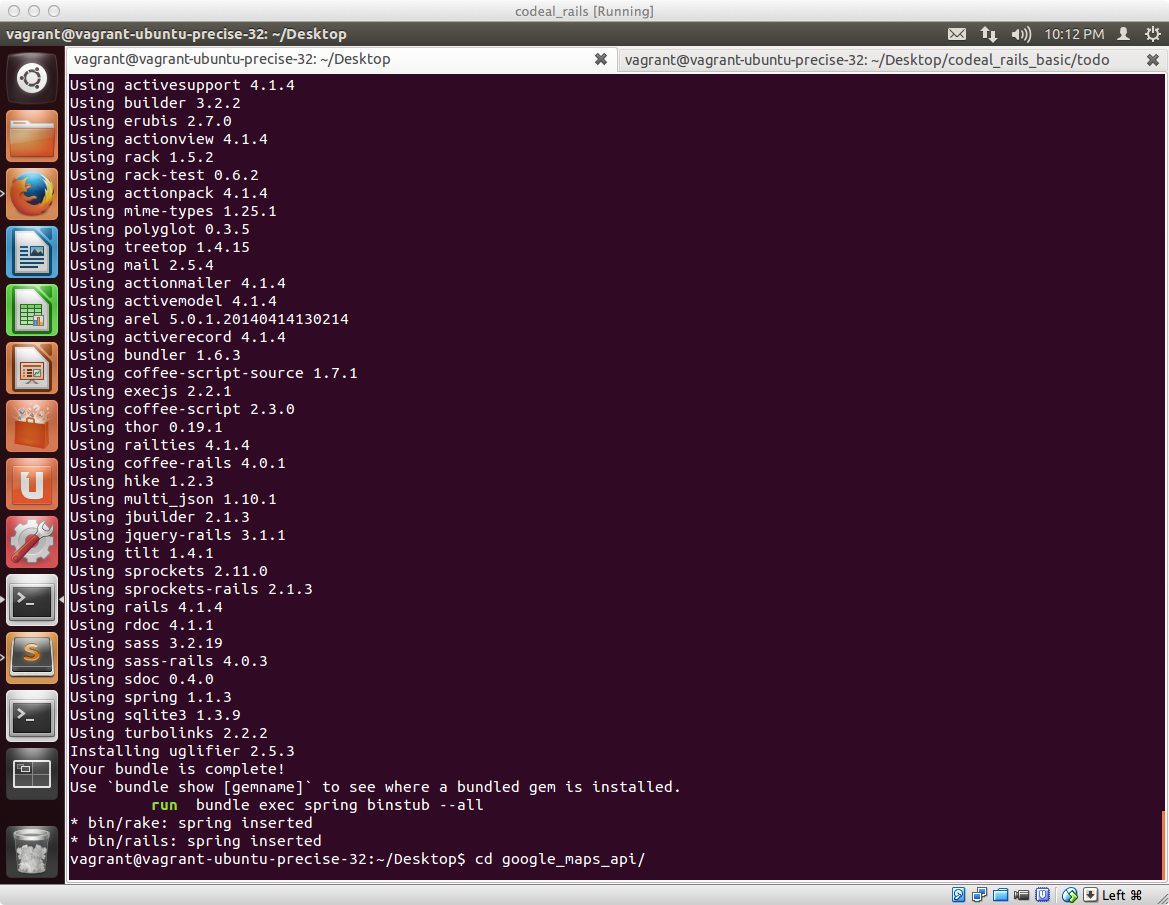 codeal_rails [Running]
vagrant@vagrant-ubuntu-precise-32: ~/Desktop
10:12 PM
vagrant@vagrant-ubuntu-precise-32: ~/Desktop
vagrant@vagrant-ubuntu-precise-32: ~/Desktop/codeal_rails_basic/todo
Using activesupport 4.1.4
Using builder 3.2.2
Using erubis 2.7.0
Using actionview 4.1.4
Using rack 1.5.2
Using rack-test 0.6.2
Using actionpack 4.1.4
Using mime-types 1.25.1
Using polyglot 0.3.5
Using treetop 1.4.15
Using mail 2.5.4
Using actionmailer 4.1.4
Using activemodel 4.1.4
Using arel 5.0.1.20140414130214
Using activerecord 4.1.4
Using bundler 1.6.3
Using coffee-script-source 1.7.1
Using execjs 2.2.1
Using coffee-script 2.3.0
Using thor 0.19.1
Using railties 4.1.4
Using coffee-rails 4.0.1
Using hike 1.2.3
Using multi_json 1.10.1
Using jbuilder 2.1.3
Using jquery-rails 3.1.1
Using tilt 1.4.1
Using sprockets 2.11.0
Using sprockets-rails 2.1.3
Using rails 4.1.4
Using rdoc 4.1.1
Using sass 3.2.19
Using sass-rails 4.0.3
Using sdoc 0.4.0
Using spring 1.1.3
Using sqlite3 1.3.9
Using turbolinks 2.2.2
Installing uglifier 2.5.3
Your bundle is complete!
Use `bundle show [gemname]` to see where a bundled gem is installed.
run  bundle exec spring binstub --all
* bin/rake: spring inserted
* bin/rails: spring inserted
vagrant@vagrant-ubuntu-precise-32:~/Desktop$ cd google_maps_api/
Left ⌘